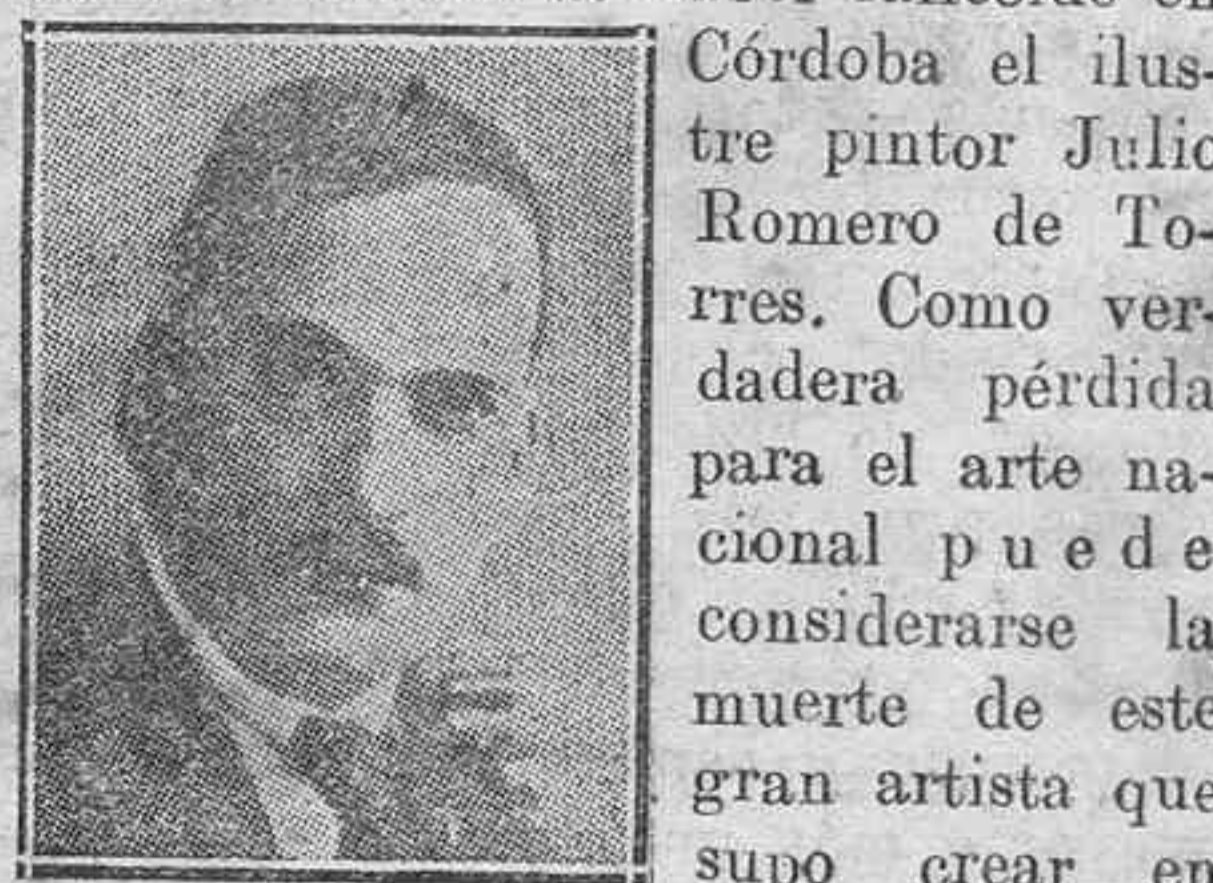 Córdoba el ilus-
tre pintor Julio
Romero de To-
rres. Como ver-
dadera pérdida
para el arte na-
cional puede
considerarse la
muerte de este
gran artista que
supo crear en